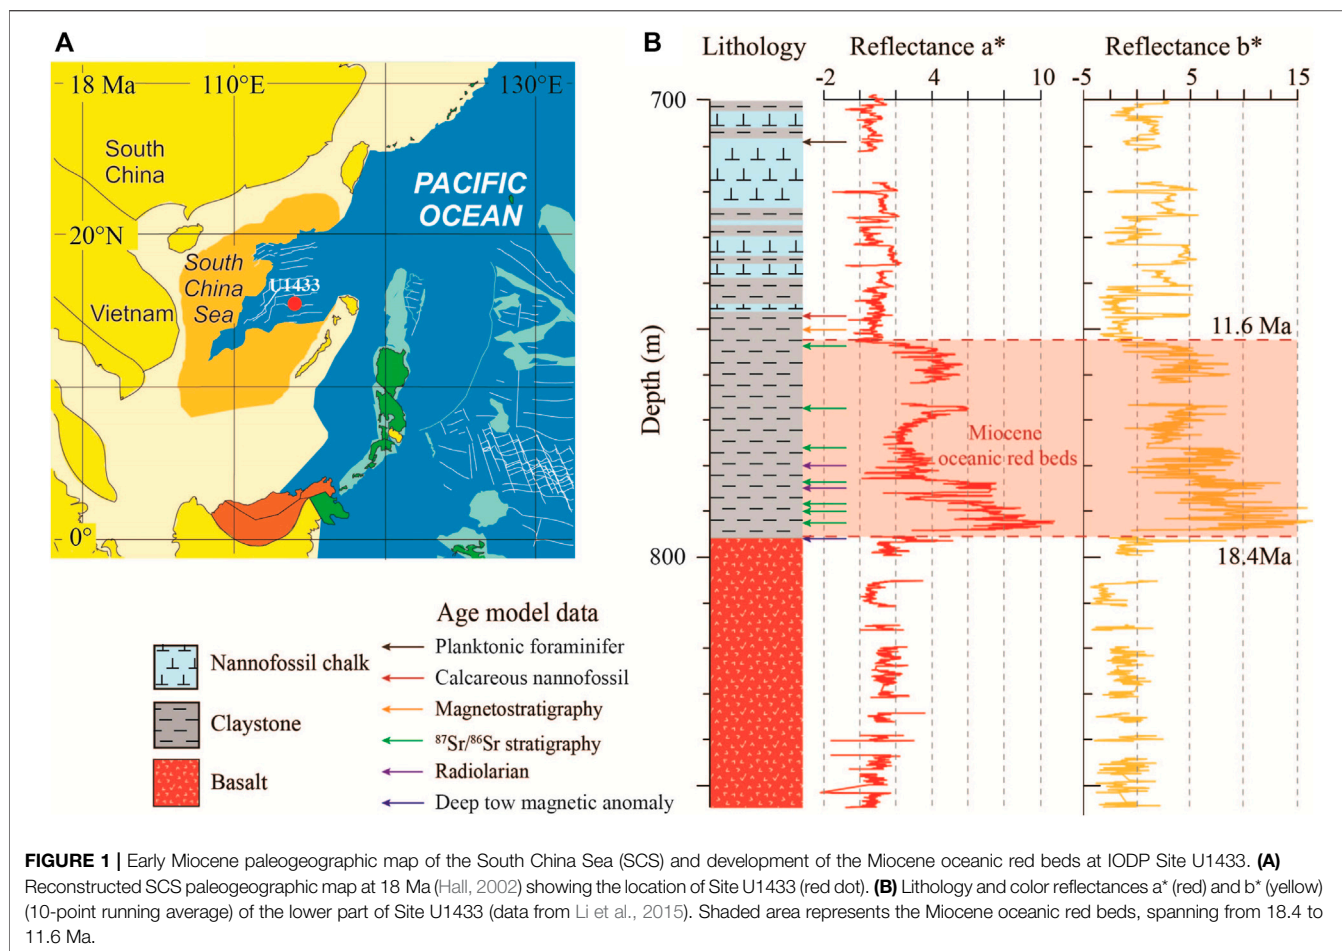 A
18 Ma
110°E
130°E
South
China
PACIFIC
OCEAN
20°N
South
China
Sea
U1433
Vietnam
0°
Age model data
Nannofossil chalk
Claystone
Basalt
Planktonic foraminifer
Calcareous nannofossil
Magnetostratigraphy
⁸⁷Sr/⁸⁶Sr stratigraphy
Radiolarian
Deep tow magnetic anomaly
B
Lithology
Reflectance a*
Reflectance b*
-2 4 10
-5 5 15
700
Depth (m)
800
11.6 Ma
Miocene
oceanic red beds
18.4Ma
FIGURE 1 | Early Miocene paleogeographic map of the South China Sea (SCS) and development of the Miocene oceanic red beds at IODP Site U1433. (A)
Reconstructed SCS paleogeographic map at 18 Ma (Hall, 2002) showing the location of Site U1433 (red dot). (B) Lithology and color reflectances a* (red) and b* (yellow)
(10-point running average) of the lower part of Site U1433 (data from Li et al., 2015). Shaded area represents the Miocene oceanic red beds, spanning from 18.4 to
11.6 Ma.